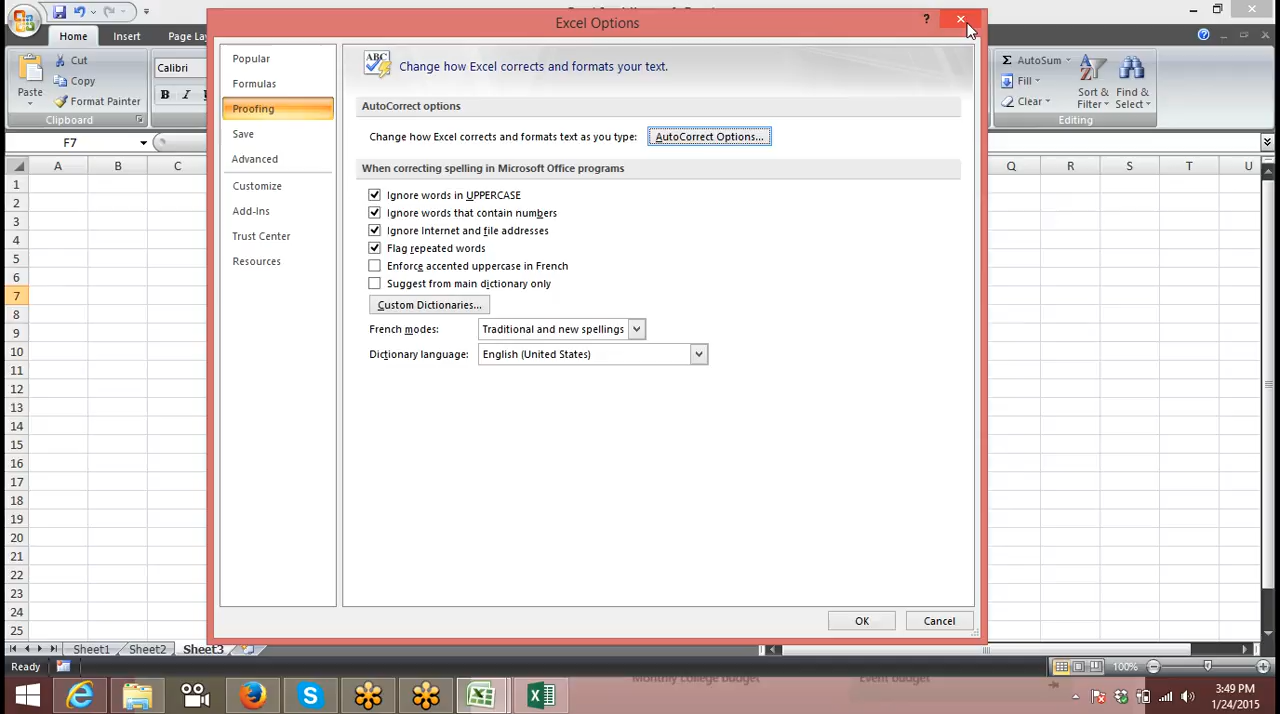 Excel Options
?
Home
Insert
Page La
Paste
Cut
Copy
Format Painter
Clipboard
Calibri
B I
Σ AutoSum
Fill
Clear
Sort & Filter
Find & Select
Editing
F7
A B C Q R S T U
1
2
3
4
5
6
7
8
9
10
11
12
13
14
15
16
17
18
19
20
21
22
23
24
25
Popular
Formulas
Proofing
Save
Advanced
Customize
Add-Ins
Trust Center
Resources
ABC
Change how Excel corrects and formats your text.
AutoCorrect options
Change how Excel corrects and formats text as you type: AutoCorrect Options...
When correcting spelling in Microsoft Office programs
Ignore words in UPPERCASE
Ignore words that contain numbers
Ignore Internet and file addresses
Flag repeated words
Enforce accented uppercase in French
Suggest from main dictionary only
Custom Dictionaries...
French modes: Traditional and new spellings
Dictionary language: English (United States)
OK Cancel
Sheet1 Sheet2 Sheet3
Ready
100%
Monthly college budget
Event budget
3:49 PM
1/24/2015